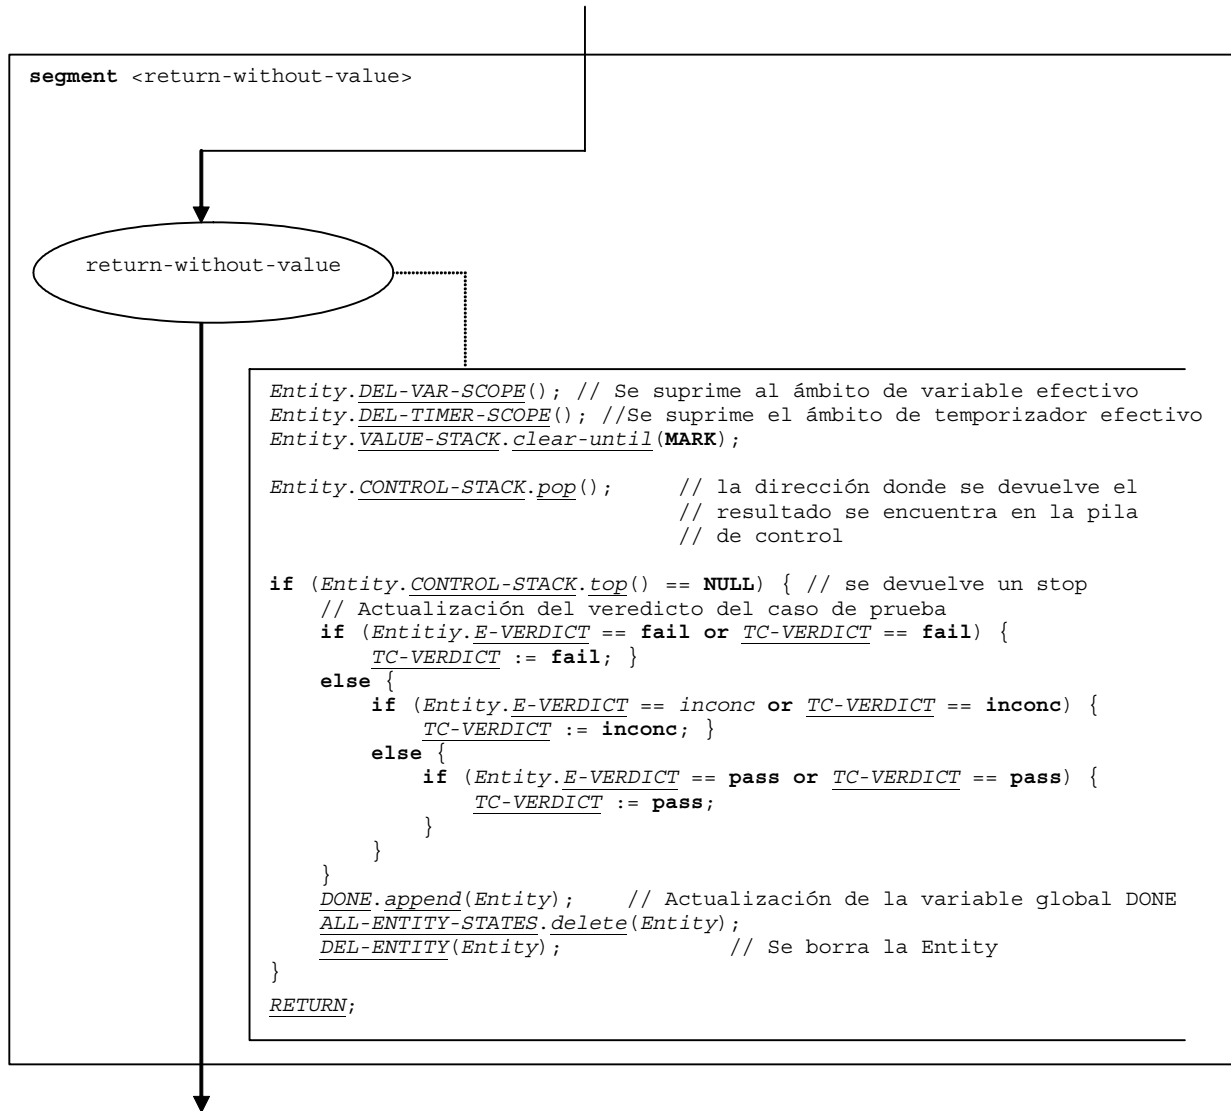 segment <return-without-value>
return-without-value
Entity.DEL-VAR-SCOPE(); // Se suprime al ámbito de variable efectivo
Entity.DEL-TIMER-SCOPE(); //Se suprime el ámbito de temporizador efectivo
Entity.VALUE-STACK.clear-until(MARK);
Entity.CONTROL-STACK.pop(); // la dirección donde se devuelve el
// resultado se encuentra en la pila
// de control
if (Entity.CONTROL-STACK.top() == NULL) { // se devuelve un stop
// Actualización del veredicto del caso de prueba
if (Entitiy.E-VERDICT == fail or TC-VERDICT == fail) {
TC-VERDICT := fail; }
else {
if (Entity.E-VERDICT == inconc or TC-VERDICT == inconc) {
TC-VERDICT := inconc; }
else {
if (Entity.E-VERDICT == pass or TC-VERDICT == pass) {
TC-VERDICT := pass;
}
}
}
DONE.append(Entity); // Actualización de la variable global DONE
ALL-ENTITY-STATES.delete(Entity);
DEL-ENTITY(Entity); // Se borra la Entity
}
RETURN;